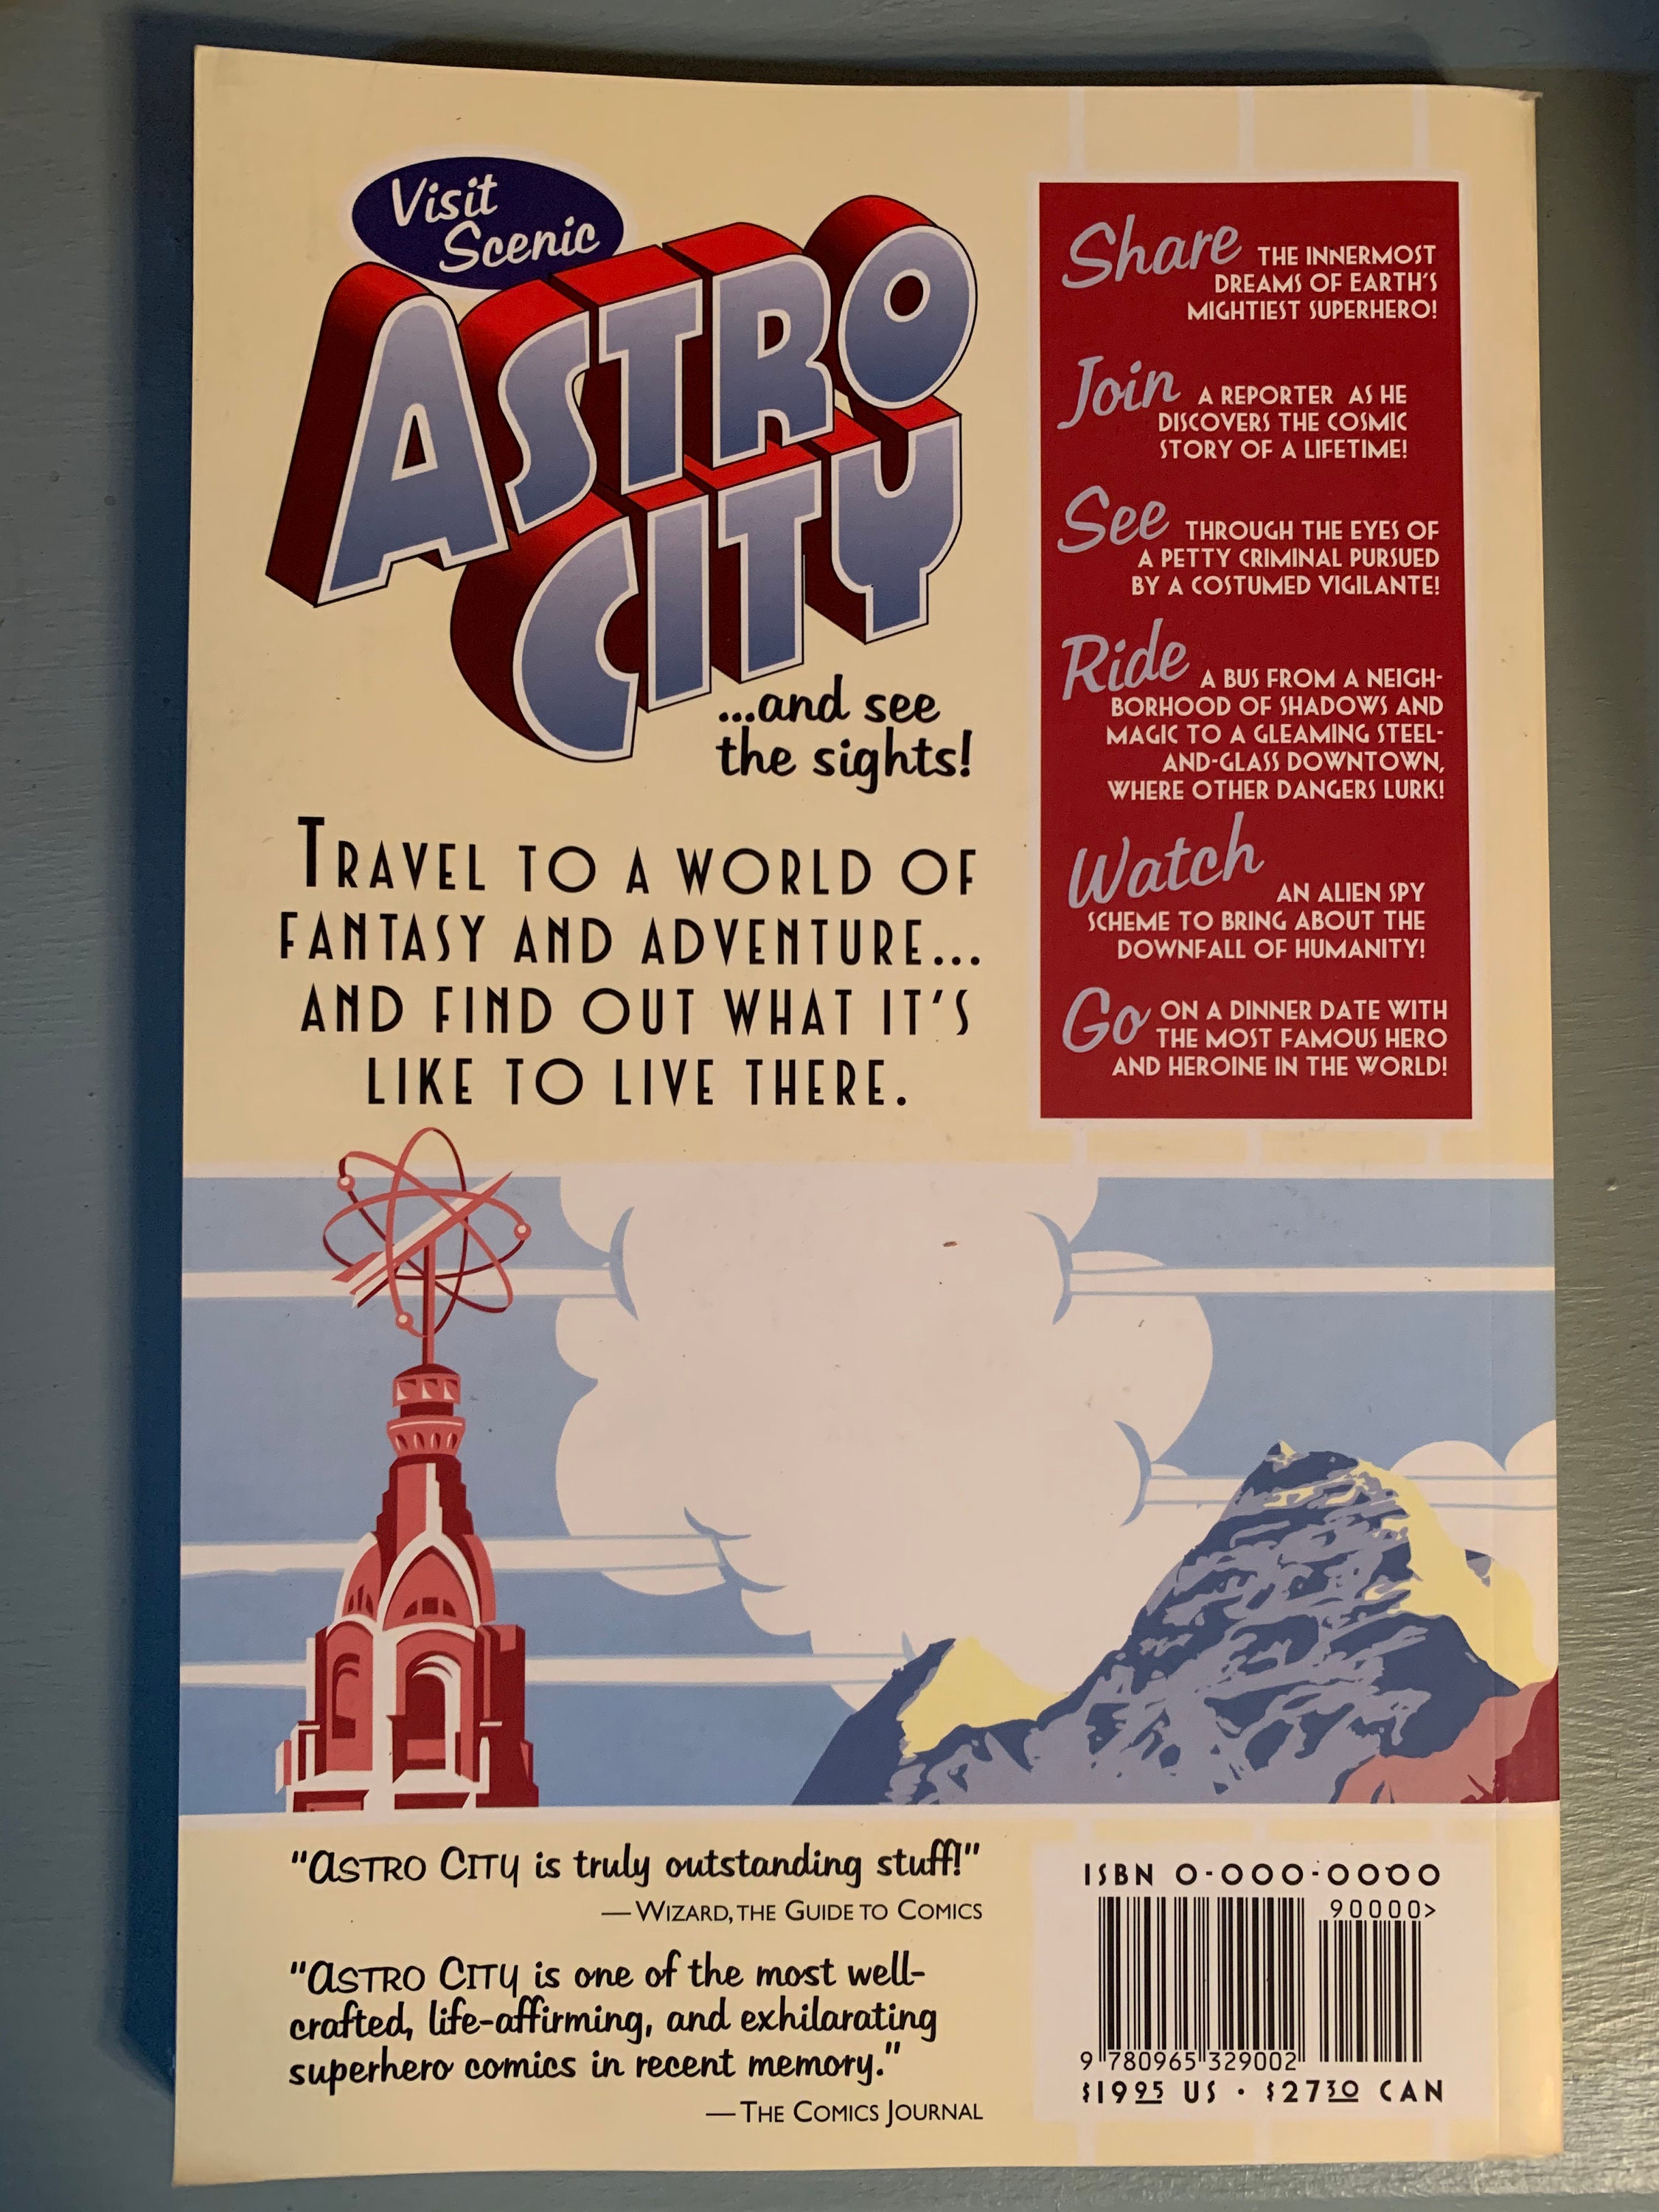 Visit
Scenic
ASTRO
CITY
...and see
the sights!
TRAVEL TO A WORLD OF
FANTASY AND ADVENTURE...
AND FIND OUT WHAT IT'S
LIKE TO LIVE THERE.
Share THE INNERMOST
DREAMS OF EARTH'S
MIGHTIEST SUPERHERO!
Join A REPORTER AS HE
DISCOVERS THE COSMIC
STORY OF A LIFETIME!
See THROUGH THE EYES OF
A PETTY CRIMINAL PURSUED
BY A COSTUMED VIGILANTE!
Ride A BUS FROM A NEIGH-
BORHOOD OF SHADOWS AND
MAGIC TO A GLEAMING STEEL-
AND-GLASS DOWNTOWN,
WHERE OTHER DANGERS LURK!
Watch AN ALIEN SPY
SCHEME TO BRING ABOUT THE
DOWNFALL OF HUMANITY!
Go ON A DINNER DATE WITH
THE MOST FAMOUS HERO
AND HEROINE IN THE WORLD!
"ASTRO CITY is truly outstanding stuff!"
—WIZARD, THE GUIDE TO COMICS
"ASTRO CITY is one of the most well-
crafted, life-affirming, and exhilarating
superhero comics in recent memory."
—THE COMICS JOURNAL
ISBN 0-000-0000
90000>
9 780965 329002
$19.95 US · $27.30 CAN